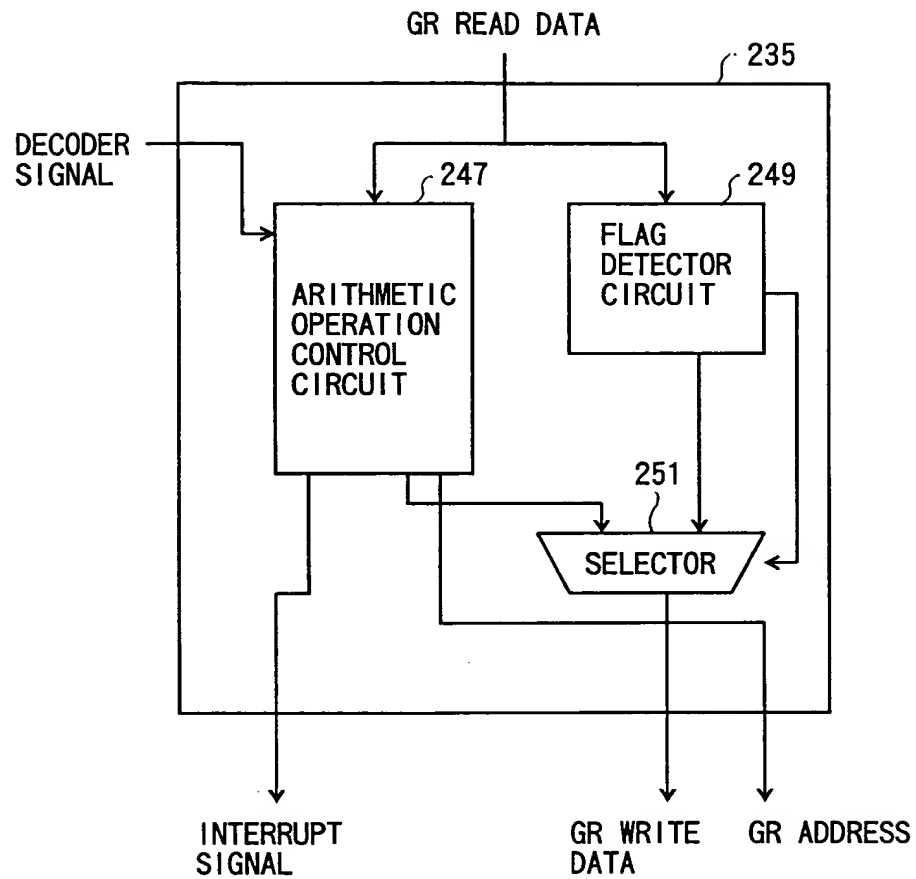 GR READ DATA
235
DECODER
SIGNAL
247
249
ARITHMETIC
OPERATION
CONTROL
CIRCUIT
FLAG
DETECTOR
CIRCUIT
251
SELECTOR
INTERRUPT
SIGNAL
GR WRITE
DATA
GR ADDRESS